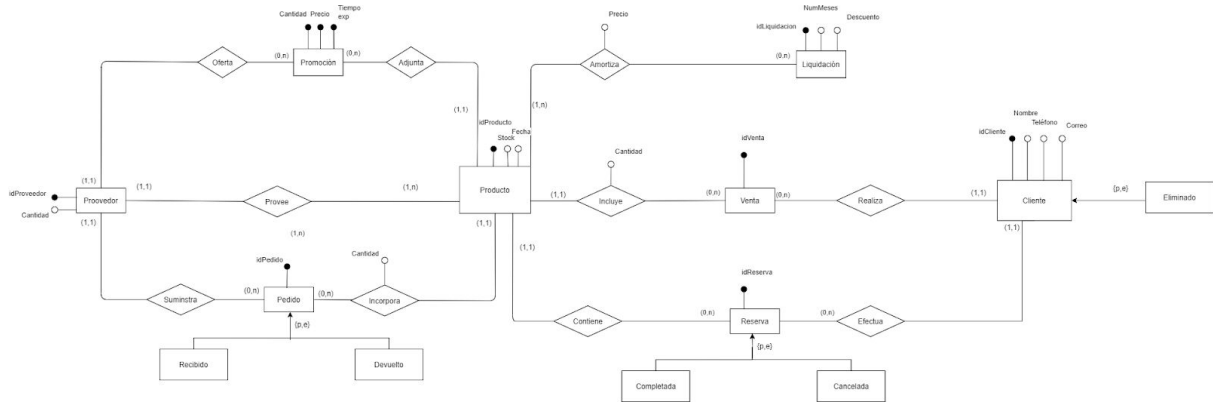 Cantidad Precio Tiempo exp
Oferta
(0,n)
Promoción
(0,n)
Adjunta
(1,1)
Precio
Amortiza
(1,n)
(0,n)
idLiquidacion NumMeses Descuento
Liquidación
idProducto
Stock
Fecha
Producto
idProveedor
Cantidad
(1,1)
Proovedor
(1,1)
(1,1)
Provee
(1,n)
(1,n)
(1,1)
Cantidad
Incluye
(1,1)
(0,n)
idVenta
Venta
(0,n)
Realiza
(1,1)
idCliente
Nombre
Teléfono
Correo
Cliente
(1,1)
{p,e}
Eliminado
Suminstra
(0,n)
idPedido
Pedido
(0,n)
Cantidad
Incorpora
{p,e}
Recibido
Devuelto
(1,1)
Contiene
(0,n)
idReserva
Reserva
(0,n)
Efectua
{p,e}
Completada
Cancelada